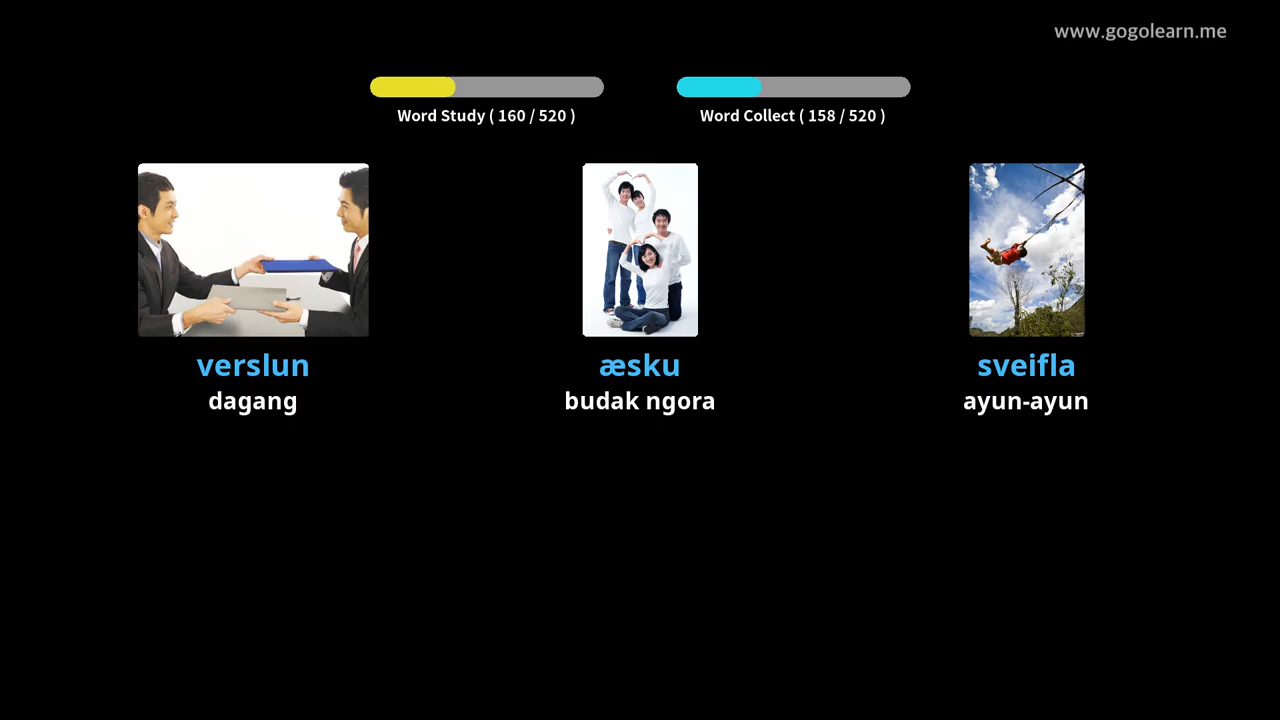 www.gogolearn.me
Word Study ( 160 / 520 )
Word Collect ( 158 / 520 )
verslun
dagang
æsku
budak ngora
sveifla
ayun-ayun